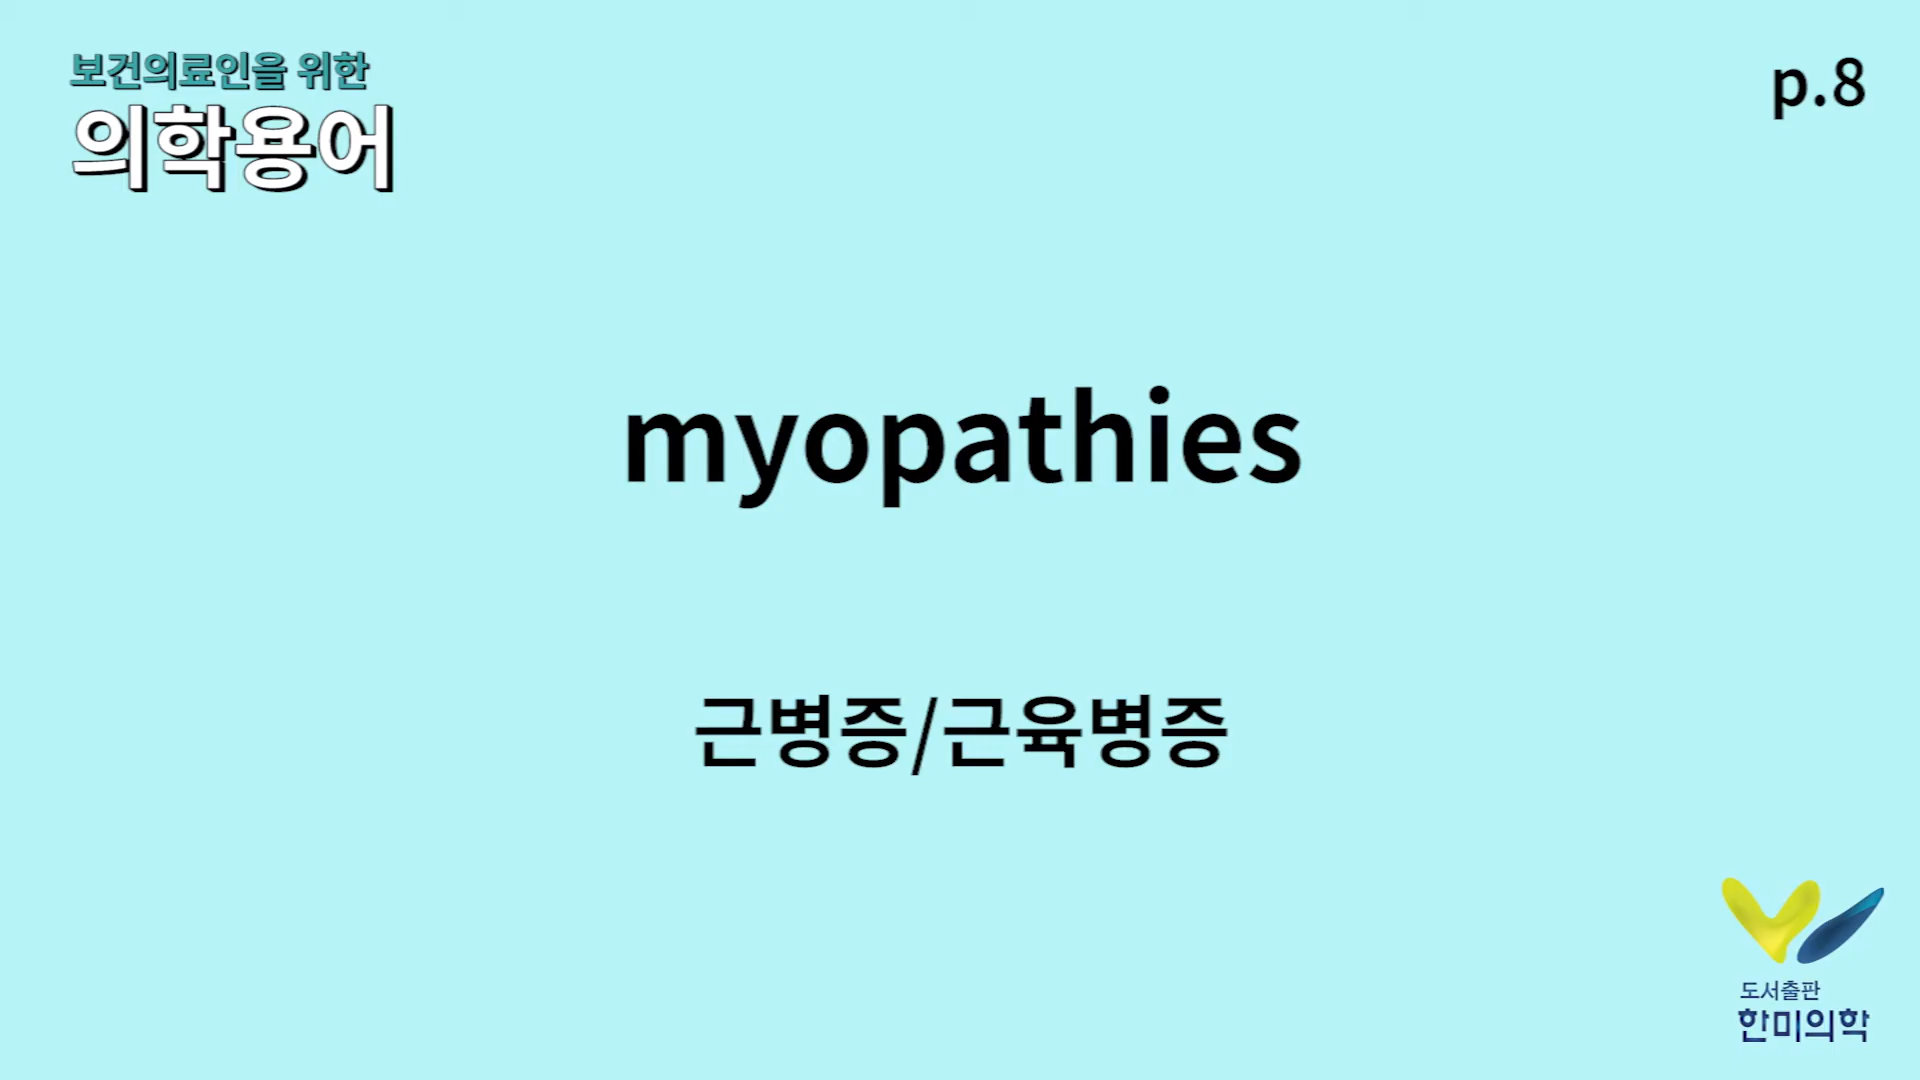 보건의료인을 위한
의학용어
p.8
myopathies
근병증/근육병증
도서출판
한미의학